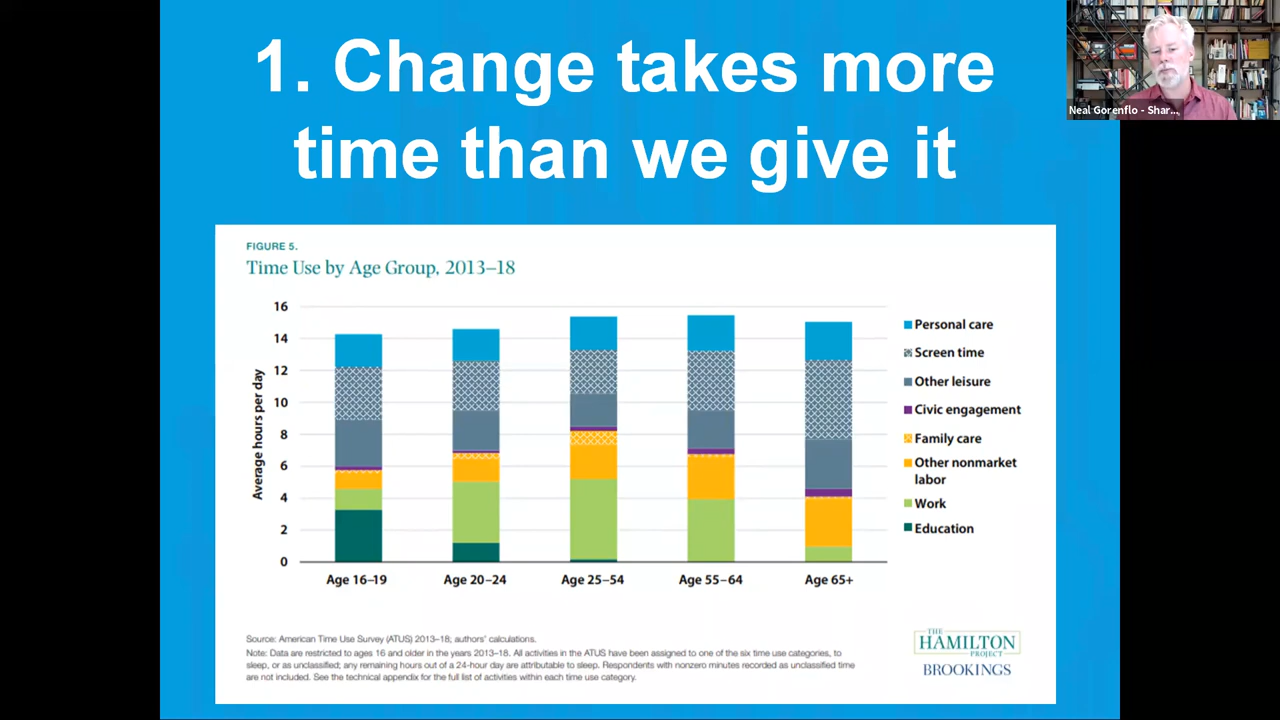 1. Change takes more
time than we give it
Neal Gorenflo - Shar...
FIGURE 5.
Time Use by Age Group, 2013–18
Average hours per day
16
14
12
10
8
6
4
2
0
Age 16–19
Age 20–24
Age 25–54
Age 55–64
Age 65+
Personal care
Screen time
Other leisure
Civic engagement
Family care
Other nonmarket
labor
Work
Education
Source: American Time Use Survey (ATUS) 2013–18; authors' calculations.
Note: Data are restricted to ages 16 and older in the years 2013–18. All activities in the ATUS have been assigned to one of the six time use categories, to
sleep, or as unclassified; any remaining hours out of a 24-hour day are attributable to sleep. Respondents with nonzero minutes recorded as unclassified time
are not included. See the technical appendix for the full list of activities within each time use category.
THE
HAMILTON
PROJECT
BROOKINGS